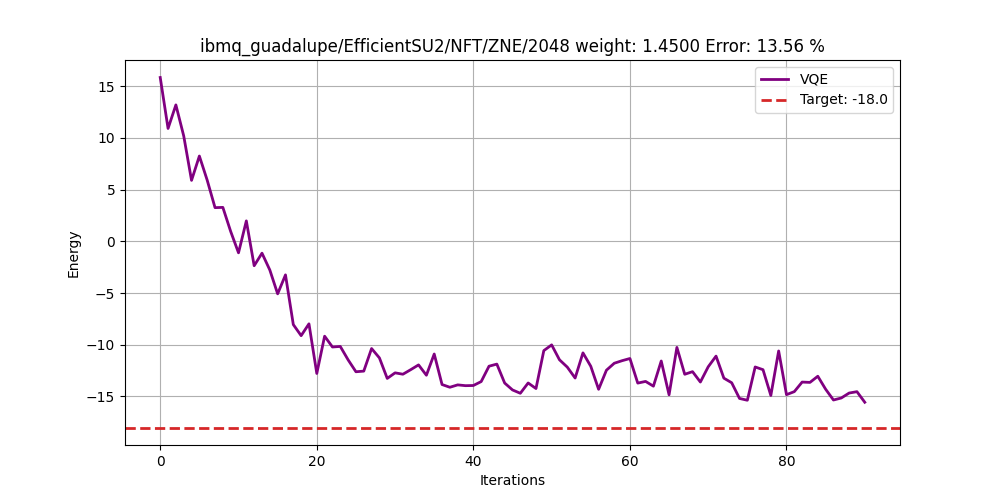 ibmq_guadalupe/EfficientSU2/NFT/ZNE/2048 weight: 1.4500 Error: 13.56 %
VQE
Target: -18.0
15
10
5
0
−5
−10
−15
Energy
0 20 40 60 80
Iterations